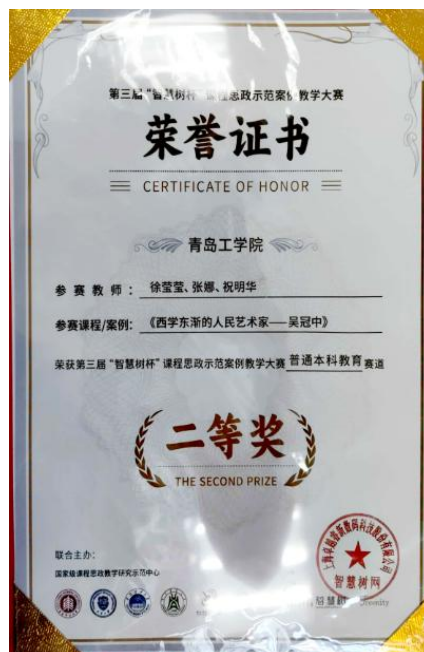 第三届“智慧树杯”课程思政示范案例教学大赛
荣誉证书
CERTIFICATE OF HONOR
青岛工学院
参赛教师：徐莹莹、张娜、祝明华
参赛课程/案例：《西学东渐的人民艺术家——吴冠中》
荣获第三届“智慧树杯”课程思政示范案例教学大赛普通本科教育赛道
二等奖
THE SECOND PRIZE
联合主办：
国家级课程思政教学研究示范中心
智慧树网